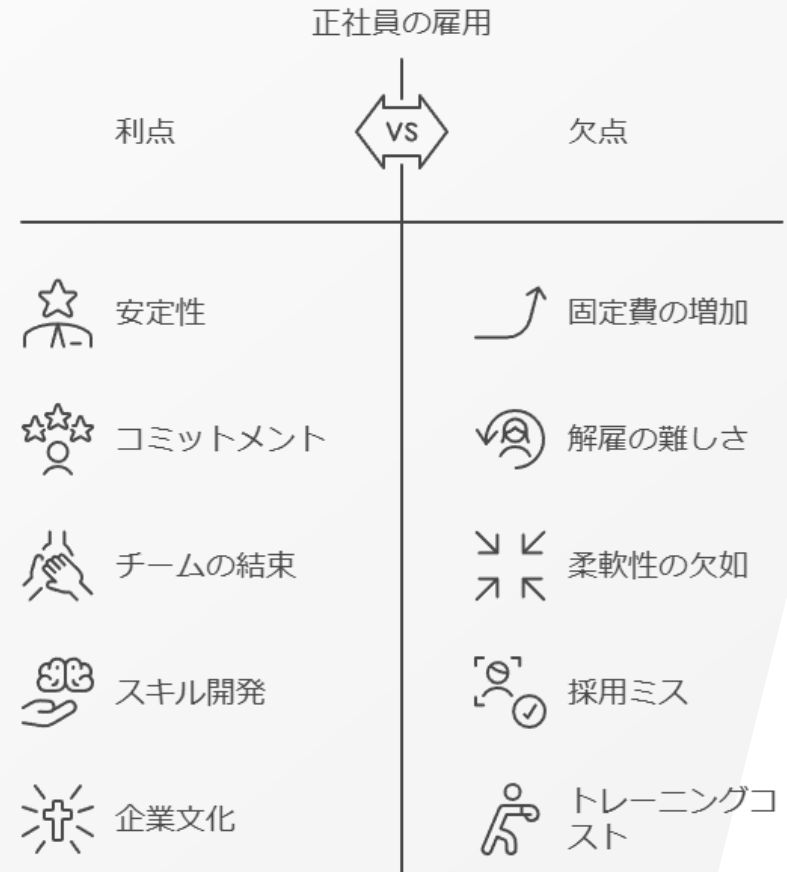 正社員の雇用
利点
VS
欠点
安定性
固定費の増加
コミットメント
解雇の難しさ
チームの結束
柔軟性の欠如
スキル開発
採用ミス
企業文化
トレーニングコ
スト